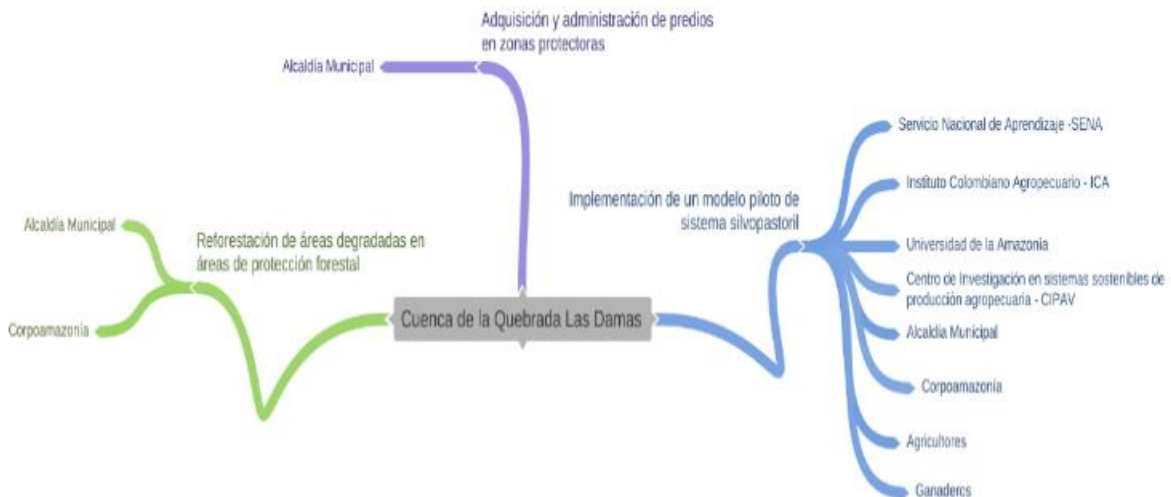 Adquisición y administración de predios
en zonas protectoras
Alcaldía Municipal
Servicio Nacional de Aprendizaje -SENA
Instituto Colombiano Agropecuario - ICA
Implementación de un modelo piloto de
sistema silvopastoril
Universidad de la Amazonia
Centro de Investigación en sistemas sostenibles de
producción agropecuaria - CIPAV
Alcaldía Municipal
Corpoamazonía
Agricultores
Ganaderos
Alcaldía Municipal
Reforestación de áreas degradadas en
áreas de protección forestal
Corpoamazonía
Cuenca de la Quebrada Las Damas